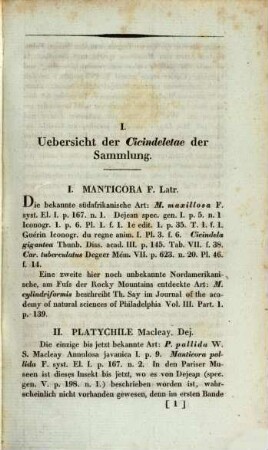 I.
Uebersicht der Cicindeletae der
Sammlung.
I. MANTICORA F. Latr.
Die bekannte südafrikanische Art: M. maxillosa F.
syst. El. I. p. 167. n. 1. Dejean spec. gen. I. p. 5. n. 1
Iconogr. I. p. 6. Pl. 1. f. 1. 1e edit. I. p. 35. T. 1. f. 1.
Guérin Iconogr. du regne anim. I. Pl. 3. f. 6. Cicindela
gigantea Thunb. Diss. acad. III. p. 145. Tab. VII. f. 38.
Car. tuberculatus Degeer Mém. VII. p. 623. n. 20. Pl. 46.
f. 14.
Eine zweite hier noch unbekannte Nordamerikani-
sche, am Fuſs der Rocky Mountains entdeckte Art: M.
cylindriformis beschreibt Th. Say im Journal of the aca-
demy of natural sciences of Philadelphia Vol. III. Part. 1.
p. 139.
II. PLATYCHILE Macleay. Dej.
Die einzige bis jetzt bekannte Art: P. pallida W.
S. Macleay Annulosa javanica I. p. 9. Manticora pal-
lida F. syst. El. I. p. 167. n. 2. In den Pariser Mu-
seen ist dieses Insekt bis jetzt, wo es von Dejean (spec.
gen. V. p. 198. n. 1.) beschrieben worden ist, wahr-
scheinlich nicht vorhanden gewesen, denn im ersten Bande
[ 1 ]